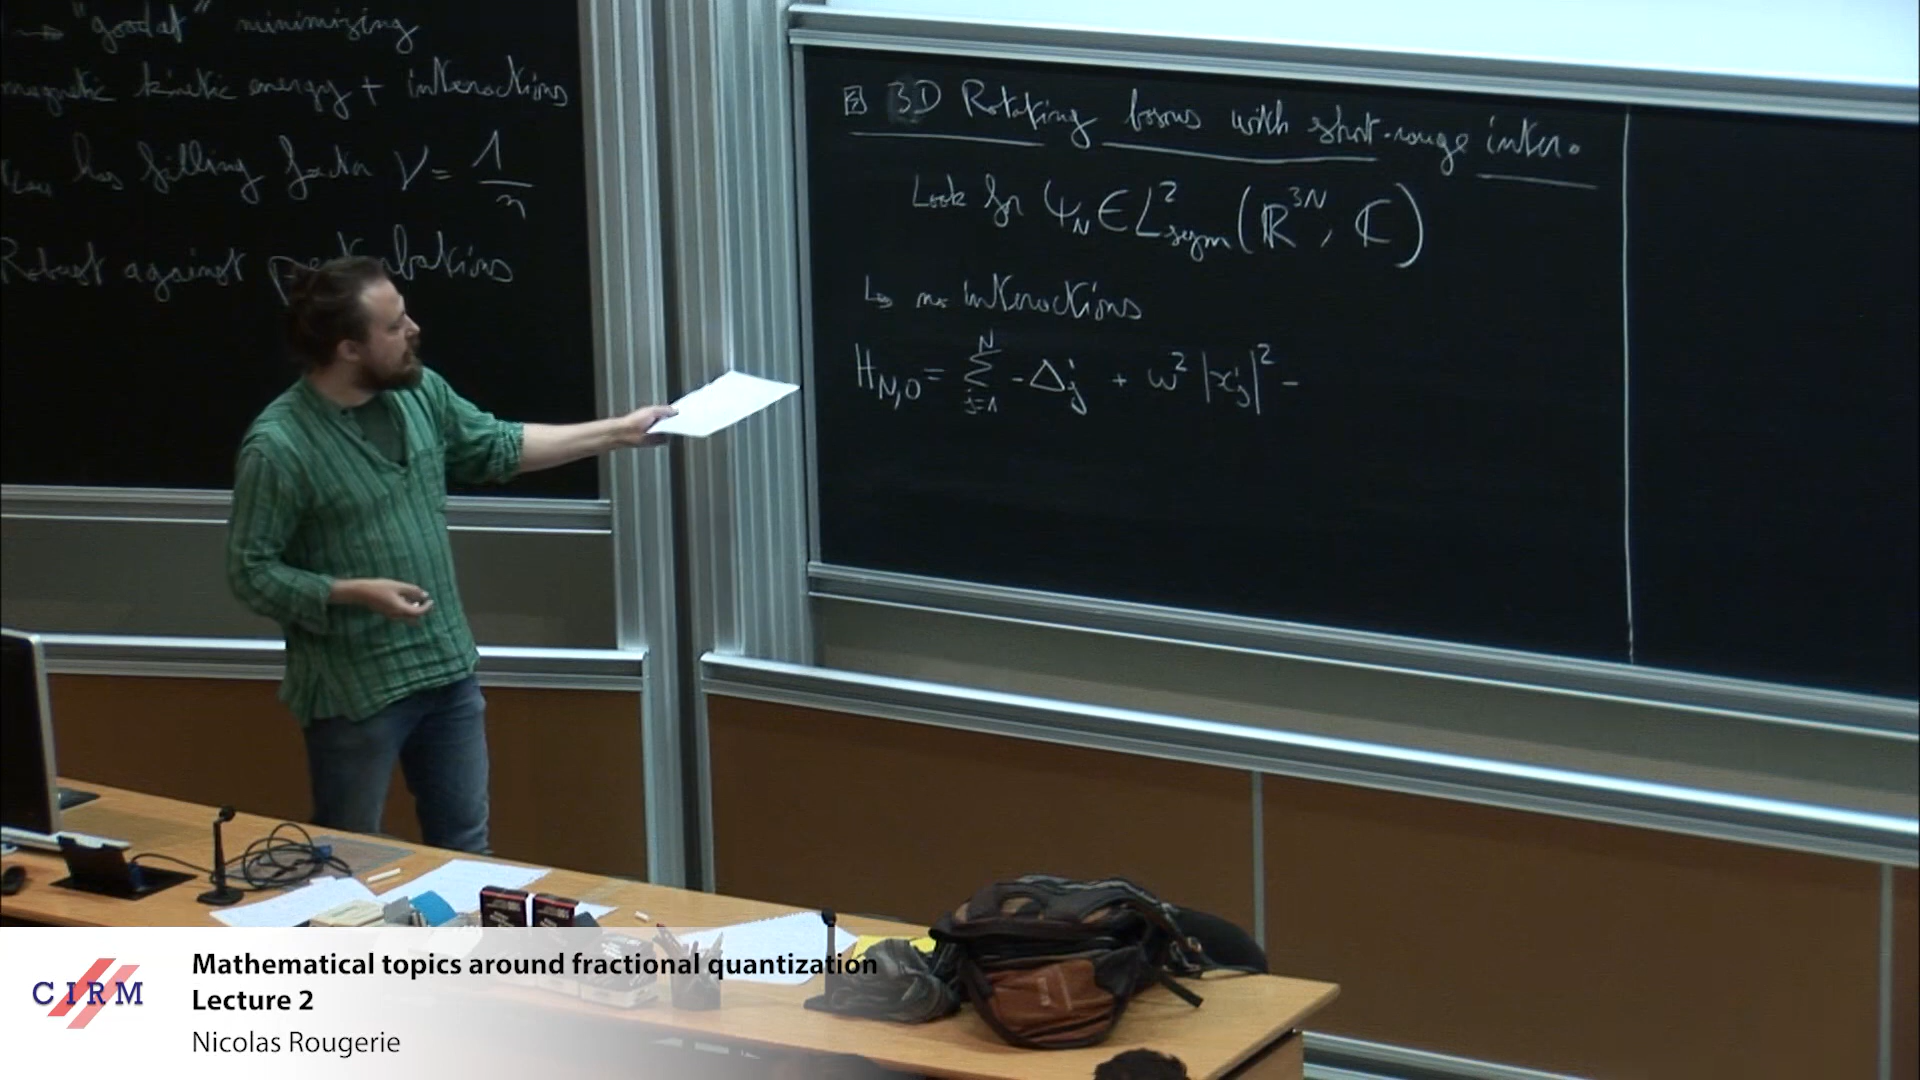 "good at" minimizing
magnetic kinetic energy + interactions
has filling factor ν = 1/n
Robust against perturbations
3D Rotating bosons with short-range inter.
Look for Ψ_N ∈ L²_sym(ℝ^{3N}, ℂ)
↳ no interactions
H_{N,0} = Σ_{j=1}^{N} -Δ_j + ω² |x_j|² -
CIRM
Mathematical topics around fractional quantization
Lecture 2
Nicolas Rougerie